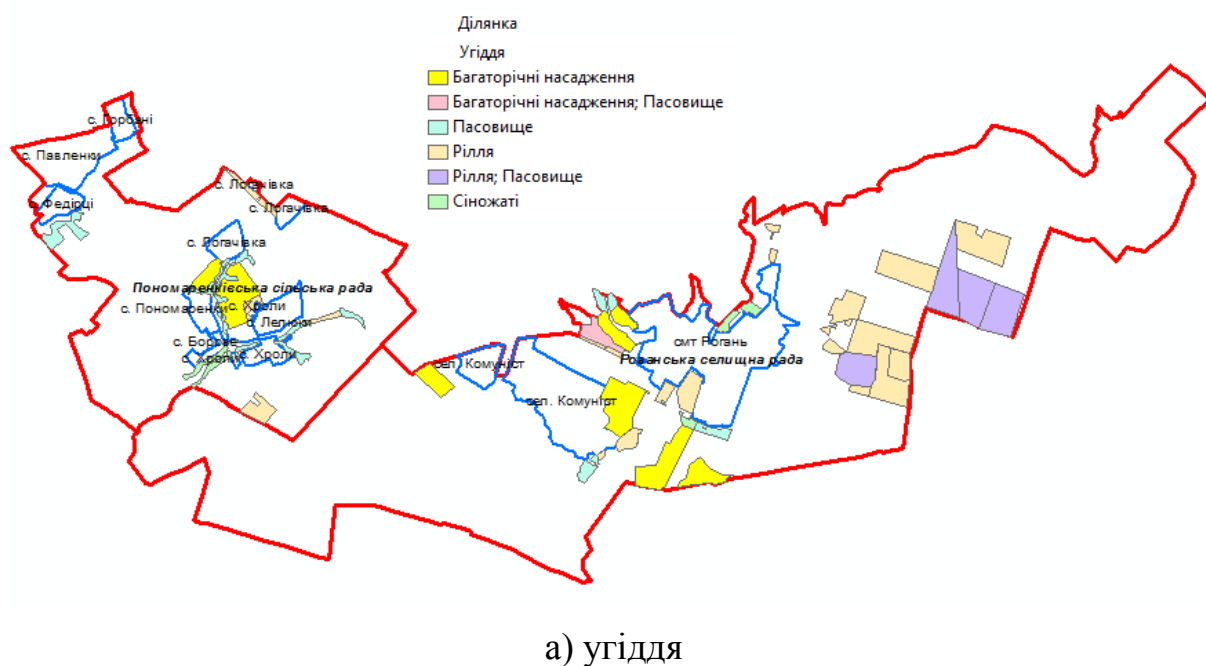 Ділянка
Угіддя
Багаторічні насадження
Багаторічні насадження; Пасовище
Пасовище
Рілля
Рілля; Пасовище
Сіножаті
с. Горбані
с. Павленки
с. Федірці
с. Логачівка
с. Логачівка
с. Логачівка
Пономаренківська сільська рада
с. Пономаренки
с. Хроли
с. Лелюки
с. Борове
с. Хроли
с. Хроли
сел. Комуніст
сел. Комуніст
смт Рогань
Роганська селищна рада
а) угіддя